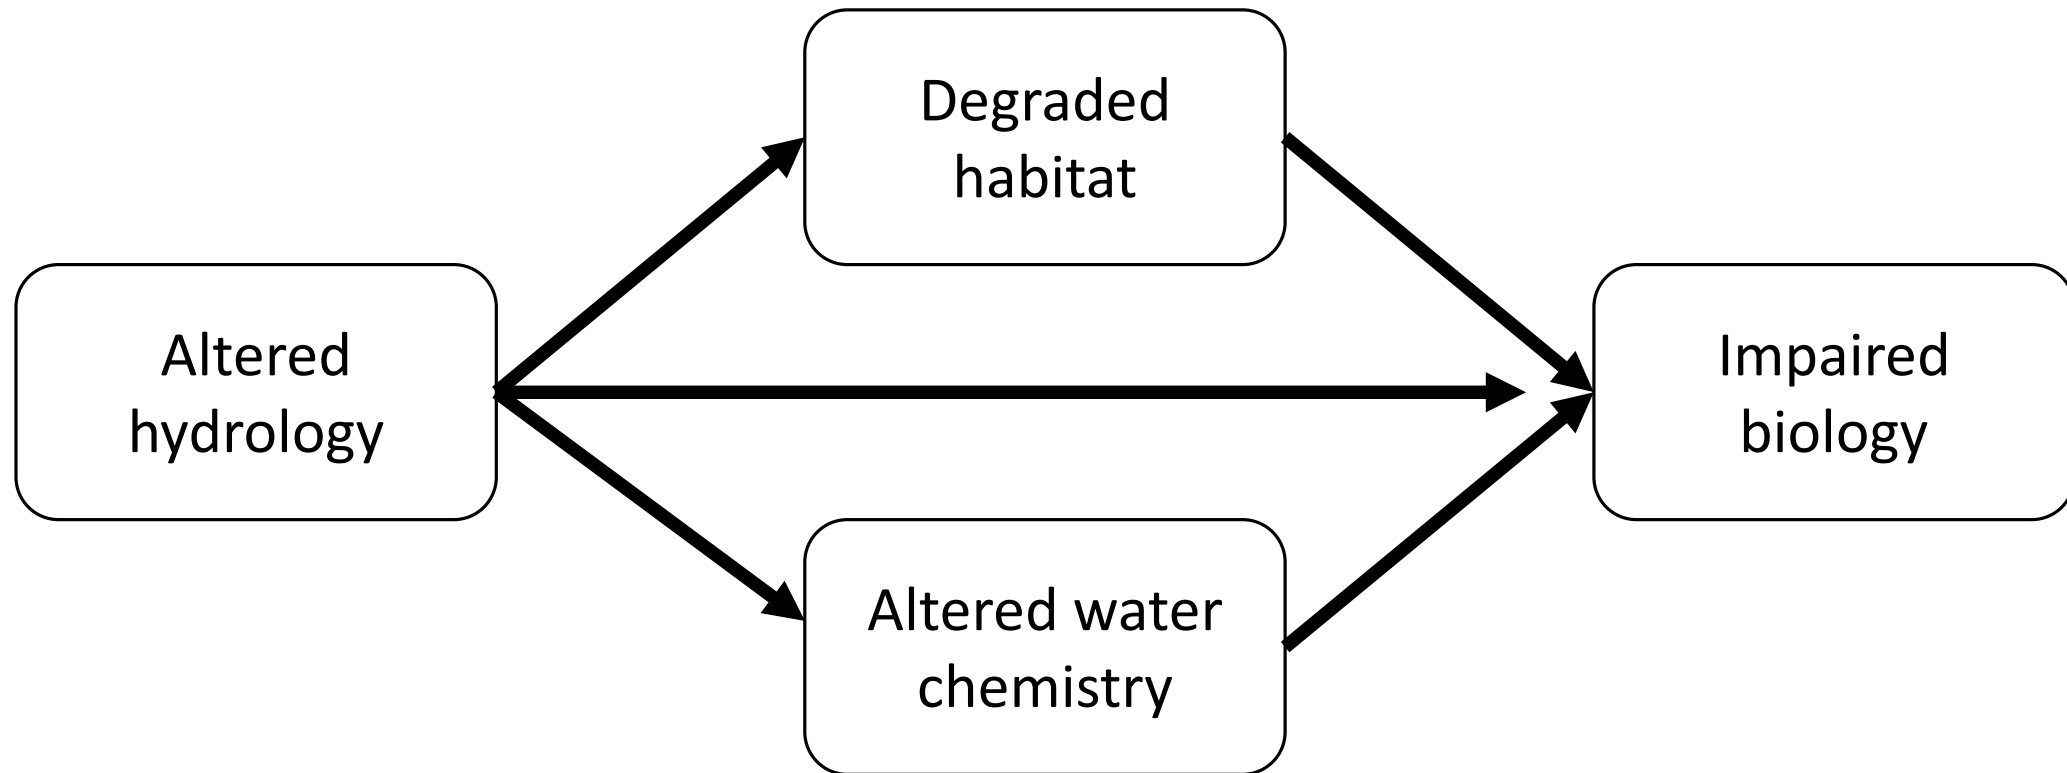 Degraded
habitat
Altered
hydrology
Impaired
biology
Altered water
chemistry